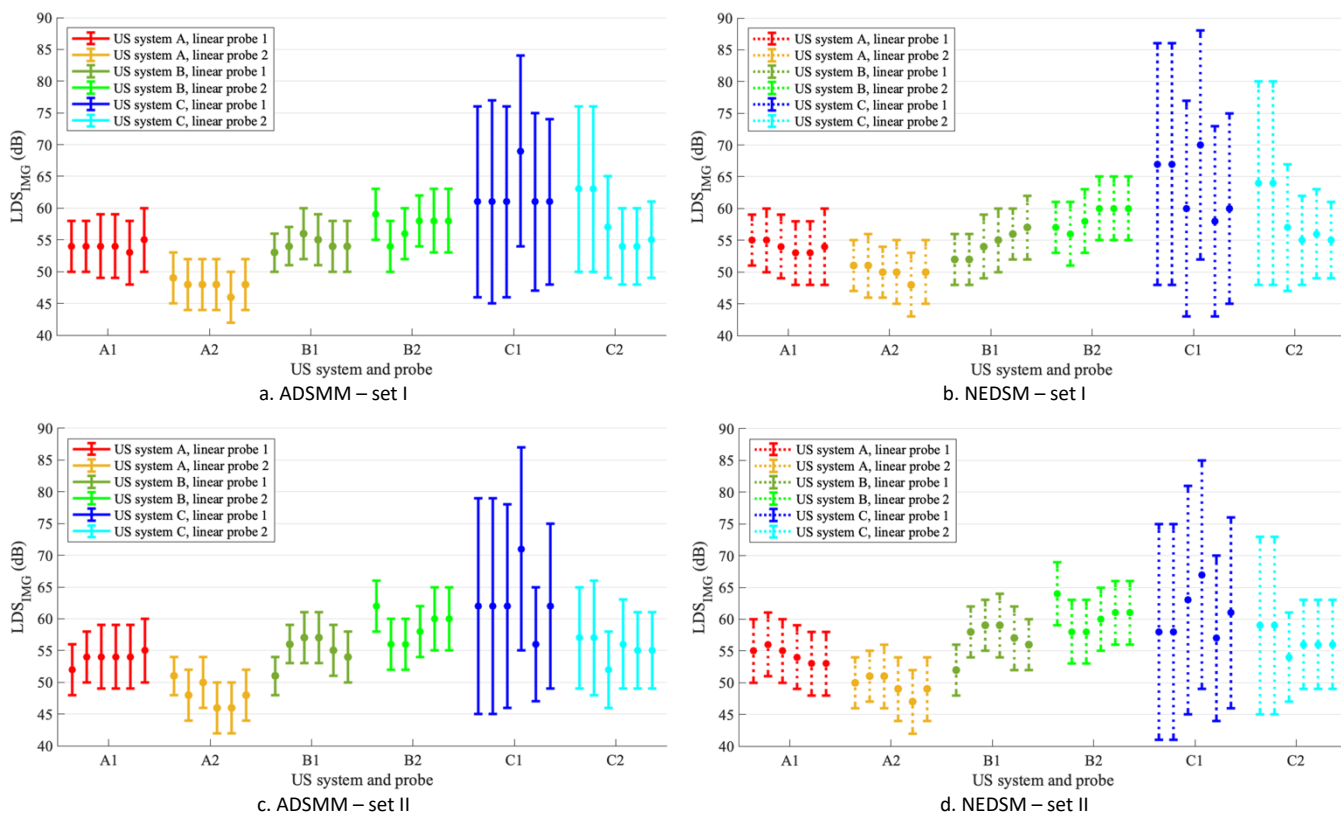 90
85
80
75
70
65
60
55
50
45
40
LDS_IMG (dB)
US system A, linear probe 1
US system A, linear probe 2
US system B, linear probe 1
US system B, linear probe 2
US system C, linear probe 1
US system C, linear probe 2
A1 A2 B1 B2 C1 C2
US system and probe
a. ADSMM – set I
90
85
80
75
70
65
60
55
50
45
40
LDS_IMG (dB)
US system A, linear probe 1
US system A, linear probe 2
US system B, linear probe 1
US system B, linear probe 2
US system C, linear probe 1
US system C, linear probe 2
A1 A2 B1 B2 C1 C2
US system and probe
b. NEDSM – set I
90
85
80
75
70
65
60
55
50
45
40
LDS_IMG (dB)
US system A, linear probe 1
US system A, linear probe 2
US system B, linear probe 1
US system B, linear probe 2
US system C, linear probe 1
US system C, linear probe 2
A1 A2 B1 B2 C1 C2
US system and probe
c. ADSMM – set II
90
85
80
75
70
65
60
55
50
45
40
LDS_IMG (dB)
US system A, linear probe 1
US system A, linear probe 2
US system B, linear probe 1
US system B, linear probe 2
US system C, linear probe 1
US system C, linear probe 2
A1 A2 B1 B2 C1 C2
US system and probe
d. NEDSM – set II